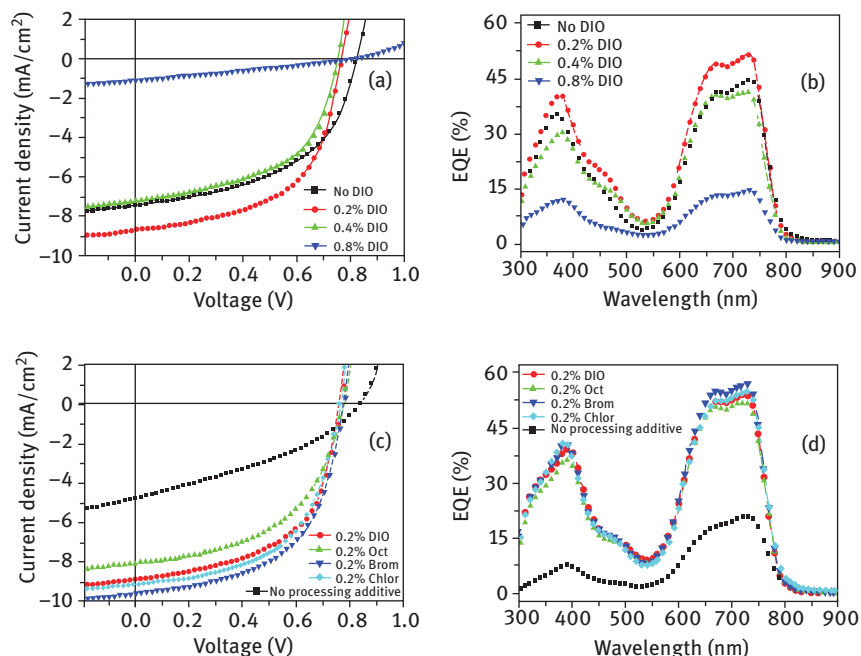 2
0
−2
−4
−6
−8
−10
Current density (mA/cm²)
(a)
No DIO
0.2% DIO
0.4% DIO
0.8% DIO
0.0 0.2 0.4 0.6 0.8 1.0
Voltage (V)
60
45
30
15
0
EQE (%)
No DIO
0.2% DIO
0.4% DIO
0.8% DIO
(b)
300 400 500 600 700 800 900
Wavelength (nm)
2
0
−2
−4
−6
−8
−10
Current density (mA/cm²)
(c)
0.2% DIO
0.2% Oct
0.2% Brom
0.2% Chlor
No processing additive
0.0 0.2 0.4 0.6 0.8 1.0
Voltage (V)
60
45
30
15
0
EQE (%)
0.2% DIO
0.2% Oct
0.2% Brom
0.2% Chlor
No processing additive
(d)
300 400 500 600 700 800 900
Wavelength (nm)